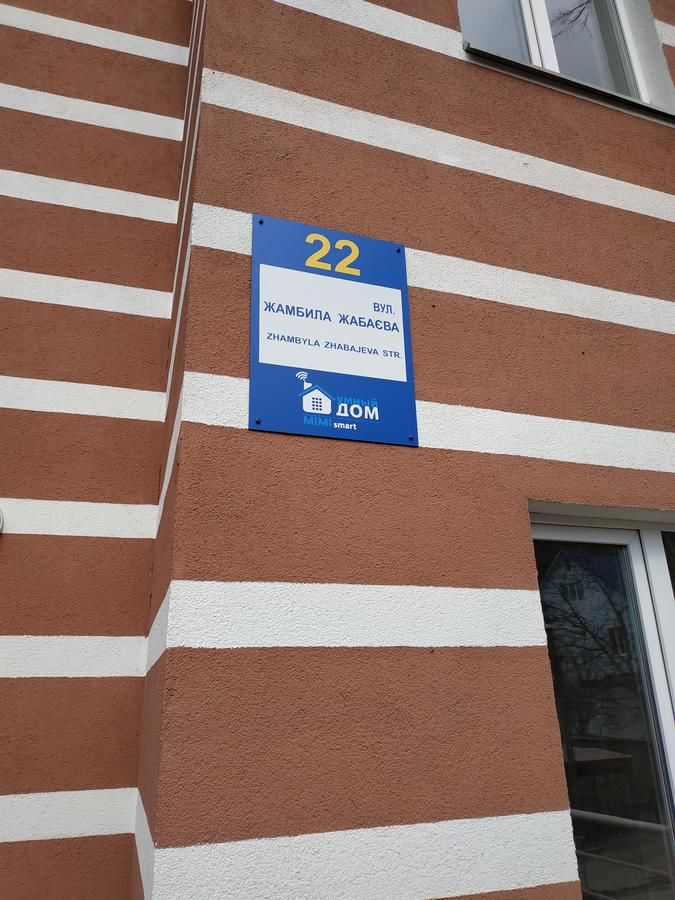 22
ВУЛ.
ЖАМБИЛА ЖАБАЄВА
ZHAMBYLA ZHABAJEVA STR.
умный
ДОМ
MiMi smart